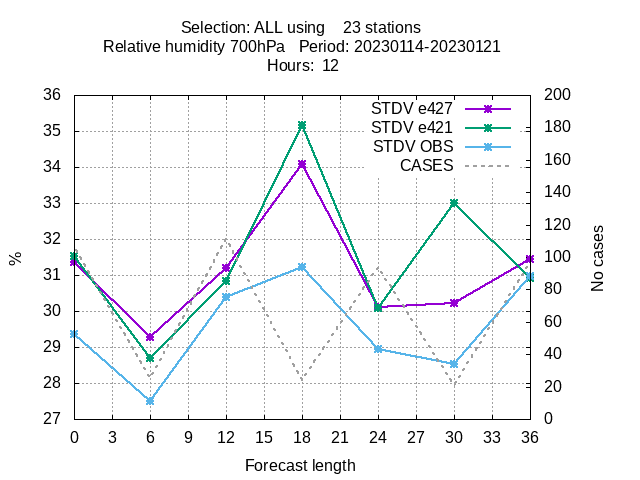 Selection: ALL using    23 stations
Relative humidity 700hPa   Period: 20230114-20230121
Hours:  12
36
35
34
33
32
31
30
29
28
27
%
STDV e427
STDV e421
STDV OBS
CASES
200
180
160
140
120
100
80
60
40
20
0
No cases
0 3 6 9 12 15 18 21 24 27 30 33 36
Forecast length